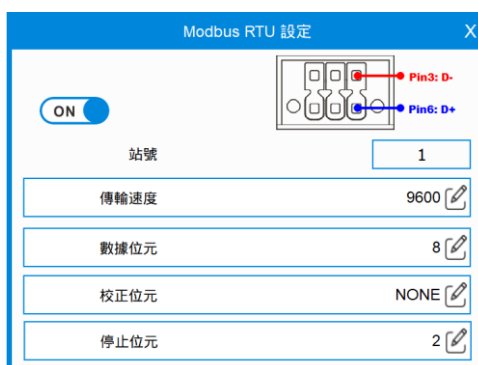 Modbus RTU 設定 X
Pin3: D-
ON
Pin6: D+
站號 1
傳輸速度 9600
數據位元 8
校正位元 NONE
停止位元 2